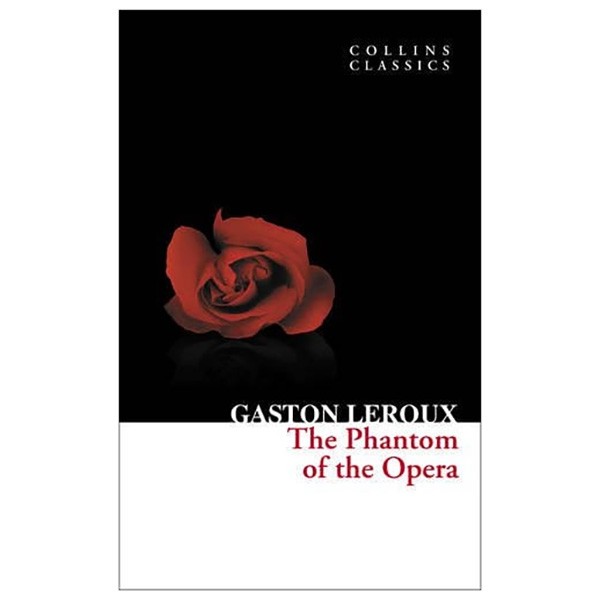 COLLINS
CLASSICS
GASTON LEROUX
The Phantom
of the Opera